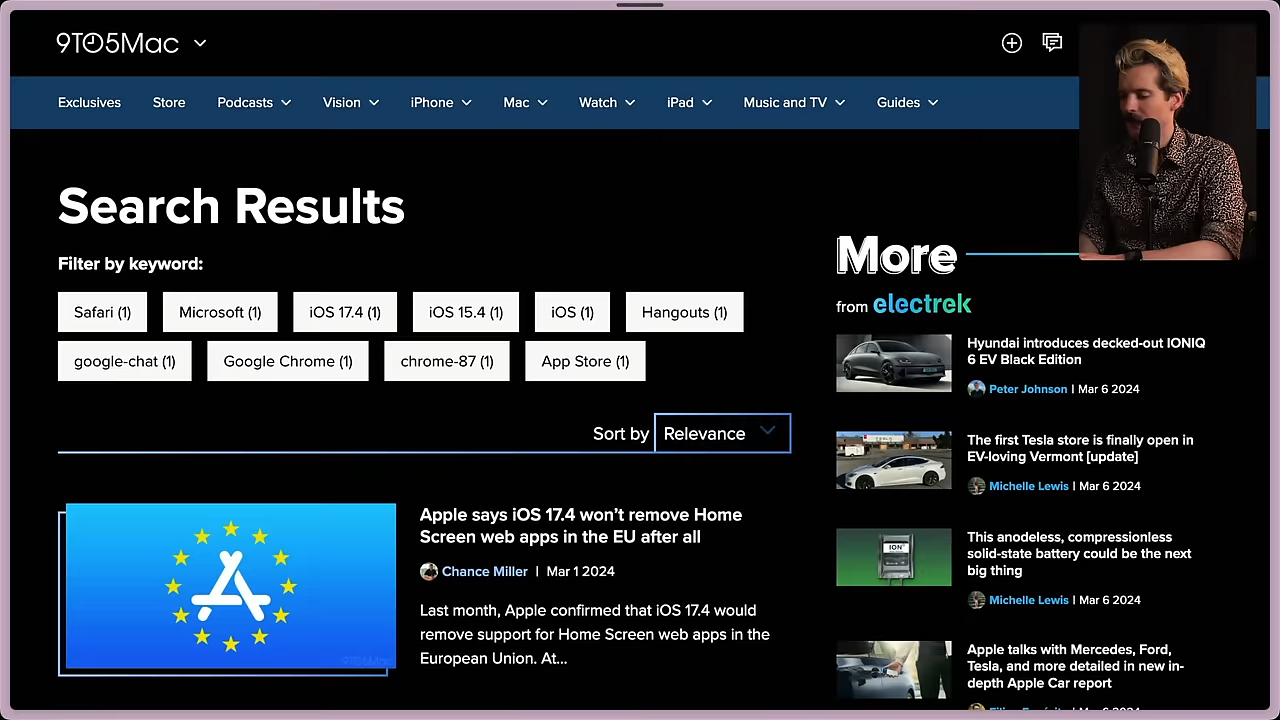 9TO5Mac
Exclusives Store Podcasts Vision iPhone Mac Watch iPad Music and TV Guides
Search Results
Filter by keyword:
Safari (1) Microsoft (1) iOS 17.4 (1) iOS 15.4 (1) iOS (1) Hangouts (1)
google-chat (1) Google Chrome (1) chrome-87 (1) App Store (1)
Sort by Relevance
Apple says iOS 17.4 won’t remove Home
Screen web apps in the EU after all
Chance Miller | Mar 1 2024
Last month, Apple confirmed that iOS 17.4 would
remove support for Home Screen web apps in the
European Union. At...
9TO5Mac
More
from electrek
Hyundai introduces decked-out IONIQ
6 EV Black Edition
Peter Johnson | Mar 6 2024
The first Tesla store is finally open in
EV-loving Vermont [update]
Michelle Lewis | Mar 6 2024
ION
This anodeless, compressionless
solid-state battery could be the next
big thing
Michelle Lewis | Mar 6 2024
Apple talks with Mercedes, Ford,
Tesla, and more detailed in new in-
depth Apple Car report